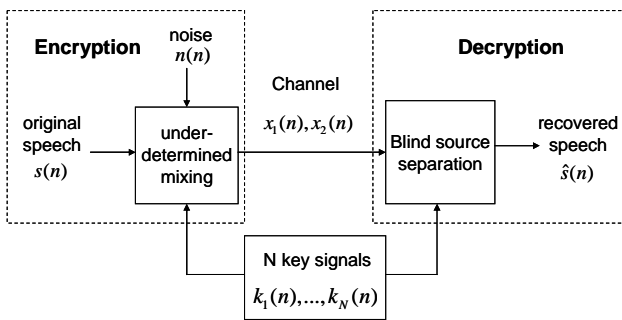 Encryption
noise
n(n)
original
speech
s(n)
under-
determined
mixing
Channel
x₁(n), x₂(n)
Decryption
Blind source
separation
recovered
speech
ŝ(n)
N key signals
k₁(n),...,k_N(n)